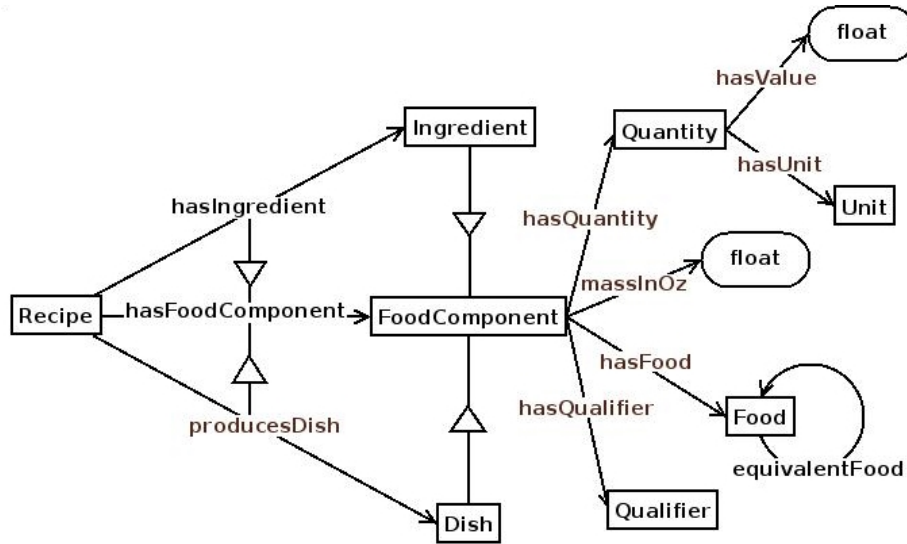 float
hasValue
Ingredient
Quantity
hasUnit
hasIngredient
hasQuantity
Unit
float
massInOz
Recipe
hasFoodComponent
FoodComponent
hasFood
hasQualifier
Food
producesDish
equivalentFood
Dish
Qualifier